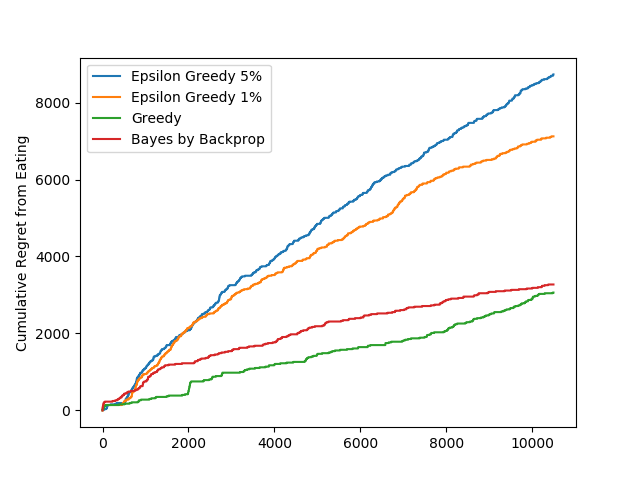 Epsilon Greedy 5%
Epsilon Greedy 1%
Greedy
Bayes by Backprop
Cumulative Regret from Eating
8000
6000
4000
2000
0
0 2000 4000 6000 8000 10000